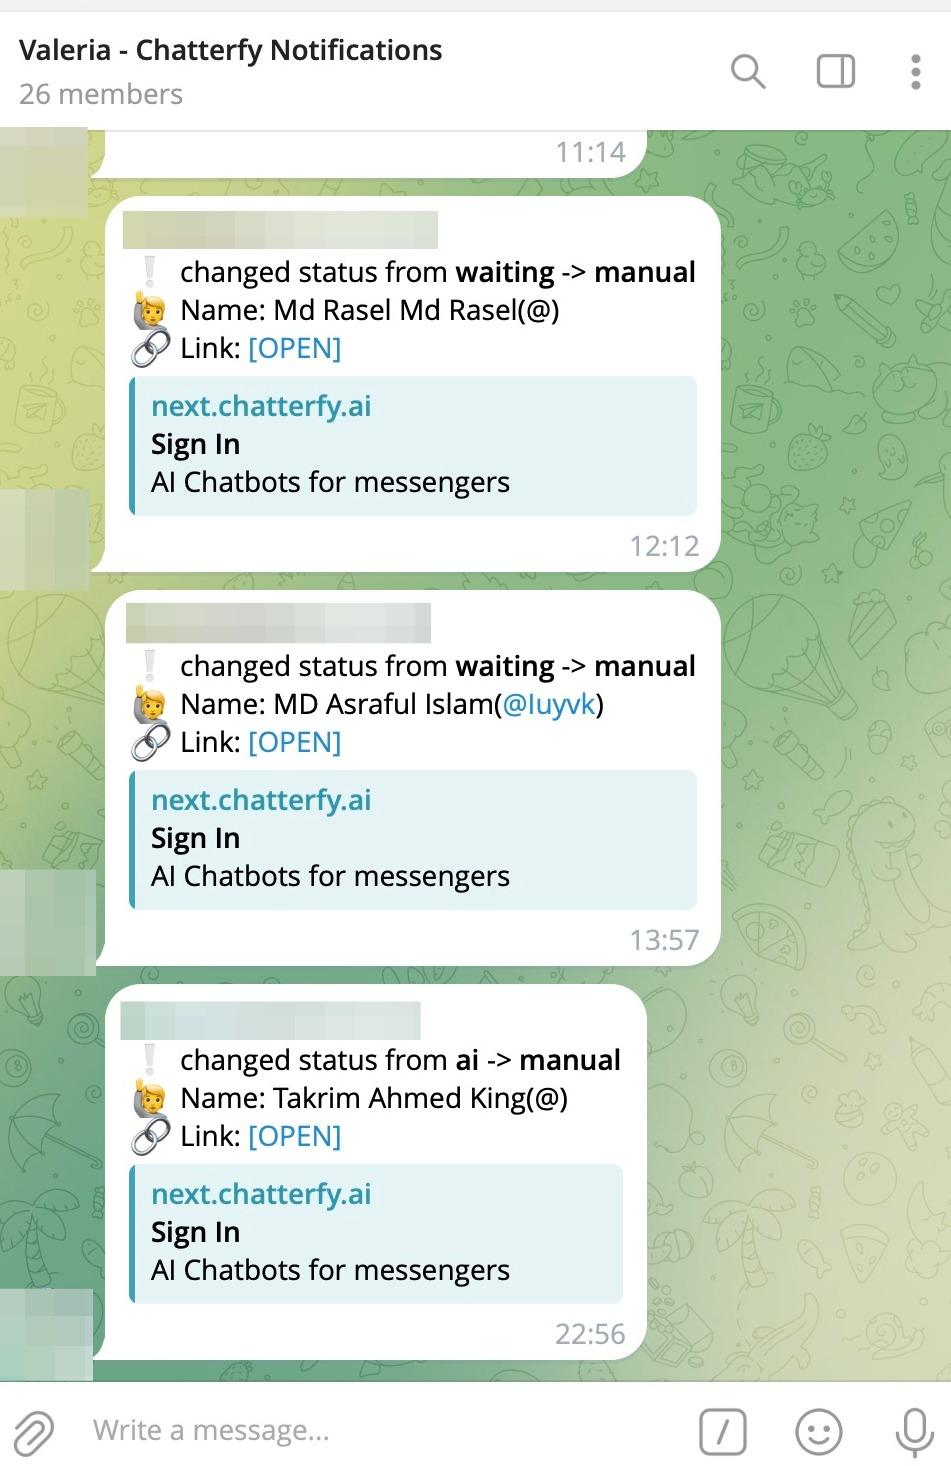 Valeria - Chatterfy Notifications
26 members
11:14
changed status from waiting -> manual
Name: Md Rasel Md Rasel(@)
Link: [OPEN]
next.chatterfy.ai
Sign In
AI Chatbots for messengers
12:12
changed status from waiting -> manual
Name: MD Asraful Islam(@Iuyvk)
Link: [OPEN]
next.chatterfy.ai
Sign In
AI Chatbots for messengers
13:57
changed status from ai -> manual
Name: Takrim Ahmed King(@)
Link: [OPEN]
next.chatterfy.ai
Sign In
AI Chatbots for messengers
22:56
Write a message...